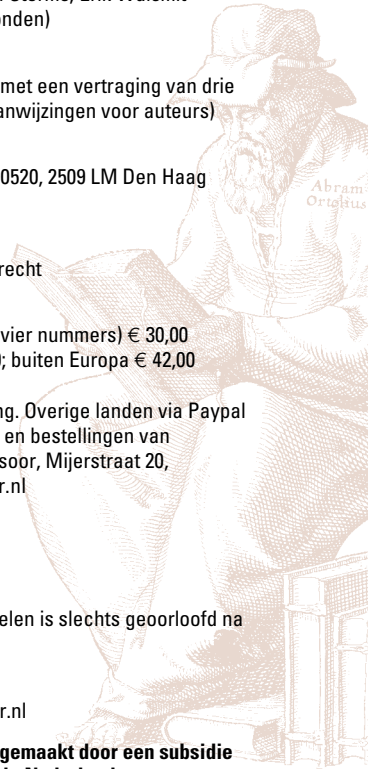 onden)
met een vertraging van drie
anwijzingen voor auteurs)
0520, 2509 LM Den Haag
Abram
Ortolius
recht
vier nummers) € 30,00
; buiten Europa € 42,00
ng. Overige landen via Paypal
en bestellingen van
soor, Mijerstraat 20,
r.nl
elen is slechts geoorloofd na
r.nl
gemaakt door een subsidie